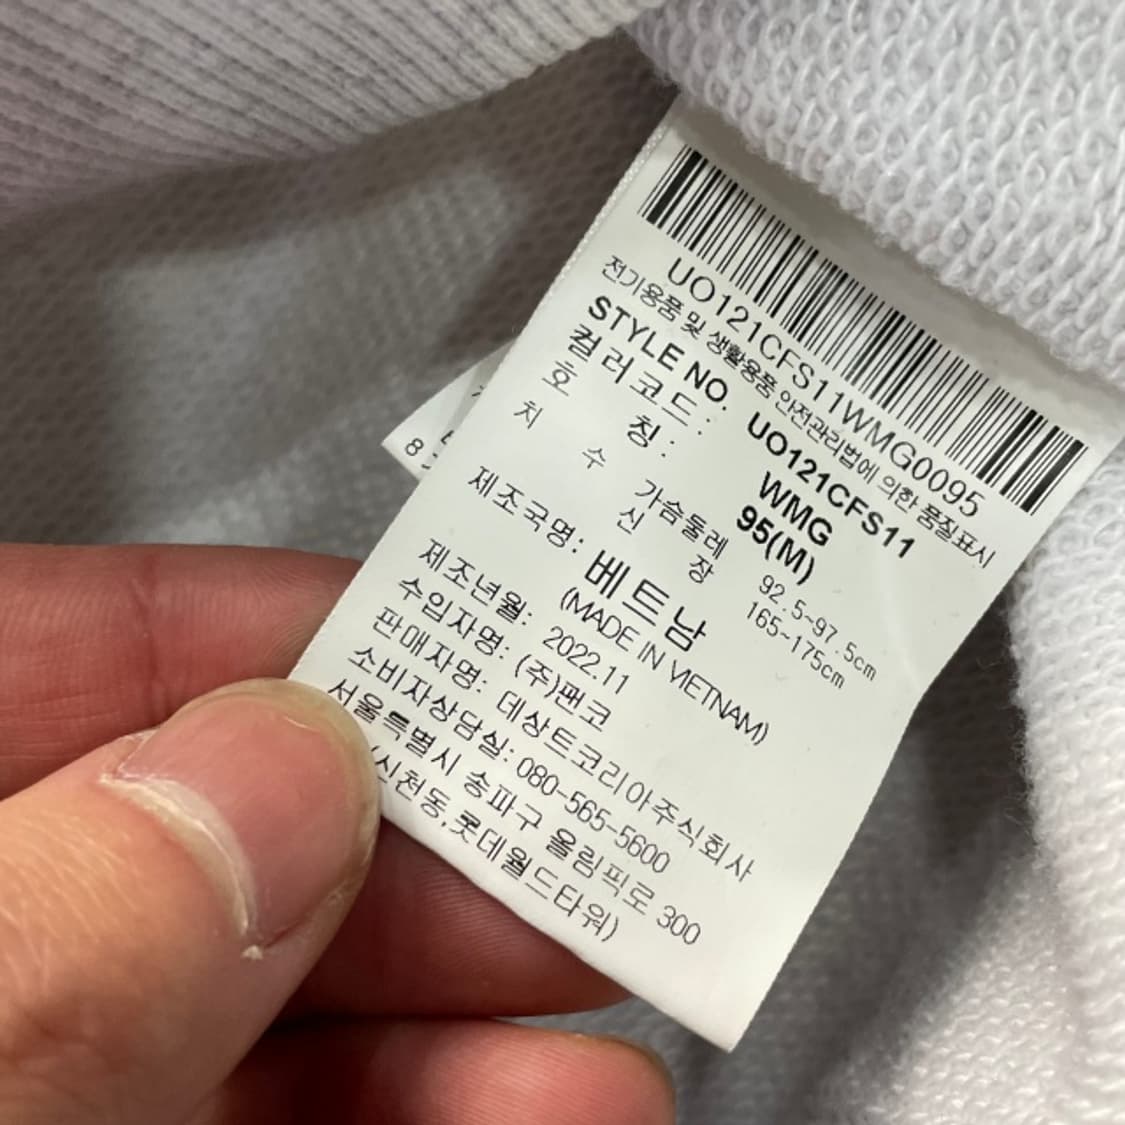 UO121CFS11WMG0095
전기용품 및 생활용품 안전관리법에 의한 품질표시
STYLE NO. : UO121CFS11
컬러코드 : WMG
호 칭 : 95(M)
치 수 가슴둘레 92.5~97.5cm
신 장 165~175cm
제조국명: 베트남
(MADE IN VIETNAM)
제조년월: 2022.11
수입자명: (주)팬코
판매자명: 데상트코리아주식회사
소비자상담실: 080-565-5600
서울특별시 송파구 올림픽로 300
(신천동,롯데월드타워)
8